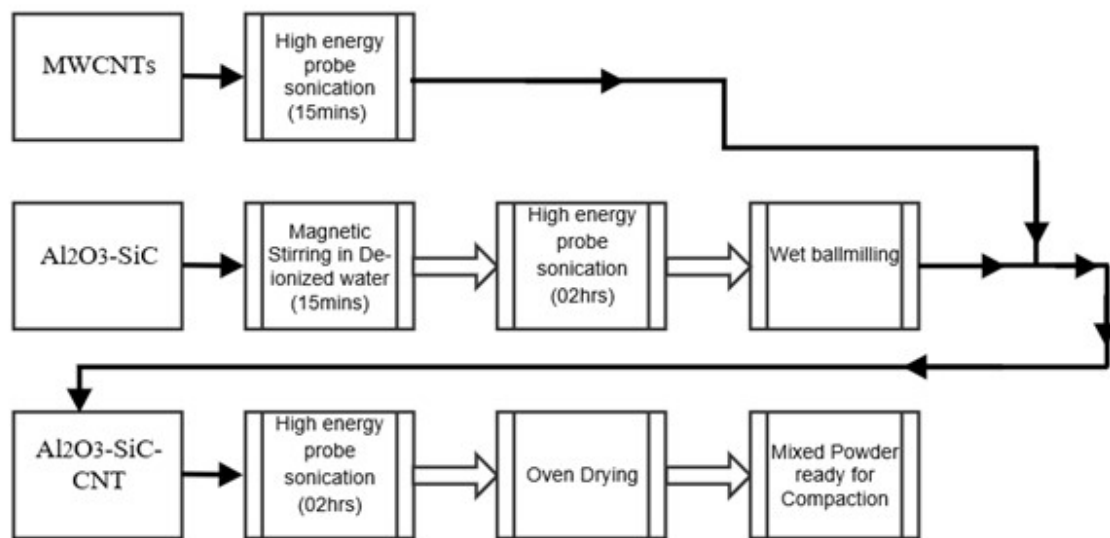 MWCNTs
High energy
probe
sonication
(15mins)
Al2O3-SiC
Magnetic
Stirring in De-
ionized water
(15mins)
High energy
probe
sonication
(02hrs)
Wet ballmilling
Al2O3-SiC-
CNT
High energy
probe
sonication
(02hrs)
Oven Drying
Mixed Powder
ready for
Compaction